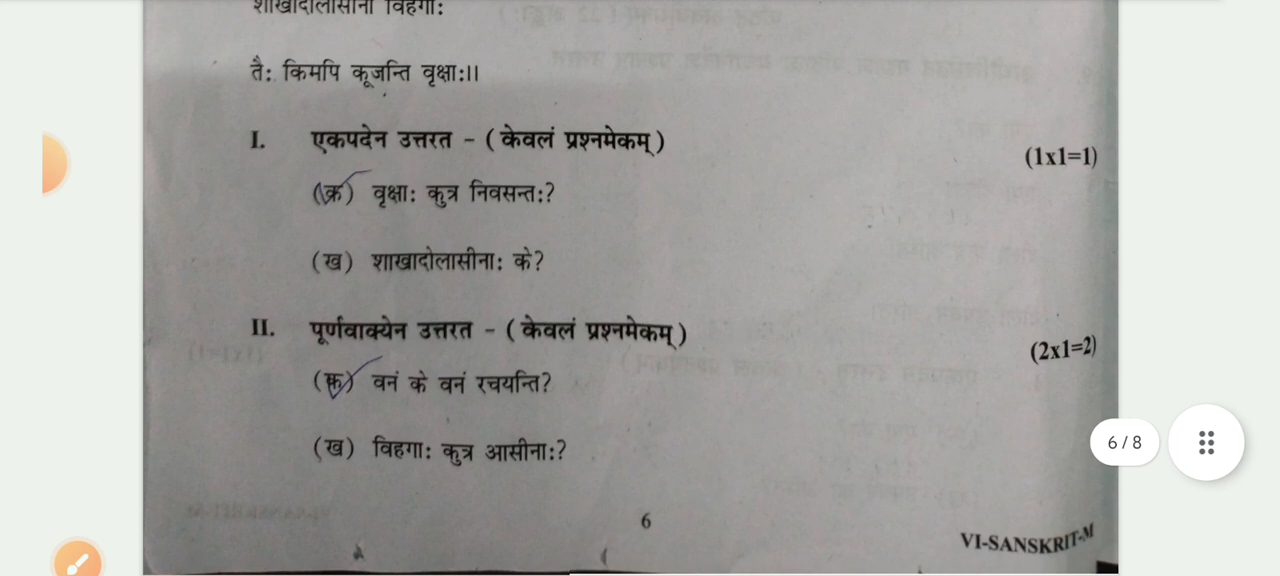 शाखादोलासीना विहगाः
तैः किमपि कूजन्ति वृक्षाः।।
I. एकपदेन उत्तरत - (केवलं प्रश्नमेकम्) (1x1=1)
(क) वृक्षाः कुत्र निवसन्तः?
(ख) शाखादोलासीनाः के?
II. पूर्णवाक्येन उत्तरत - (केवलं प्रश्नमेकम्) (2x1=2)
(क) वनं के वनं रचयन्ति?
(ख) विहगाः कुत्र आसीनाः?
6 / 8
6
VI-SANSKRIT-M